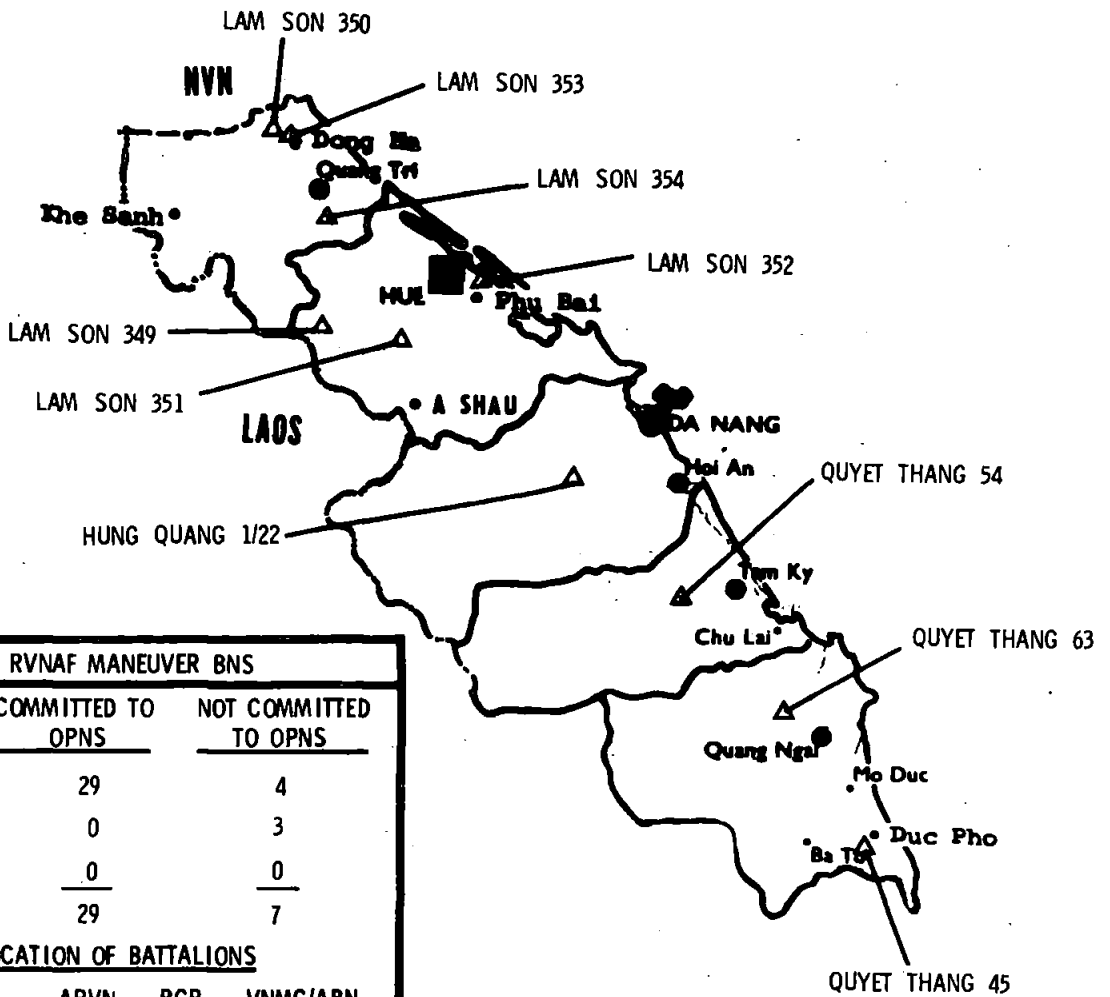 LAM SON 350
NVN
LAM SON 353
Dong Ha
Quang Tri
LAM SON 354
Khe Sanh
LAM SON 352
HUE
Phu Bai
LAM SON 349
LAM SON 351
A SHAU
LAOS
DA NANG
Hoi An
QUYET THANG 54
HUNG QUANG 1/22
Tam Ky
Chu Lai
QUYET THANG 63
Quang Ngai
Mo Duc
Duc Pho
Ba To
QUYET THANG 45
RVNAF MANEUVER BNS
COMMITTED TO NOT COMMITTED
OPNS TO OPNS
29 4
0 3
0 0
29 7
CATION OF BATTALIONS
ARVN RGR VNMC/ABN